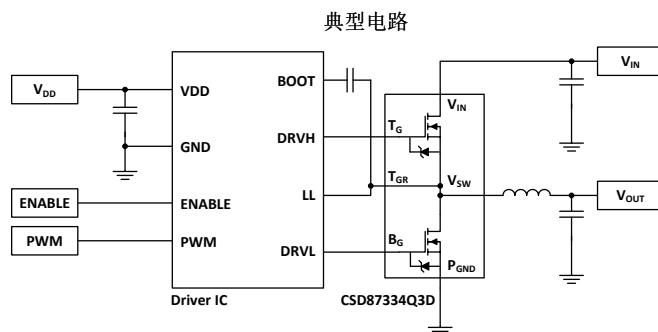 典型电路
VDD
VDD
GND
ENABLE
ENABLE
PWM
PWM
BOOT
DRVH
LL
DRVL
Driver IC
TG
TGR
BG
VIN
VSW
PGND
CSD87334Q3D
VIN
VOUT